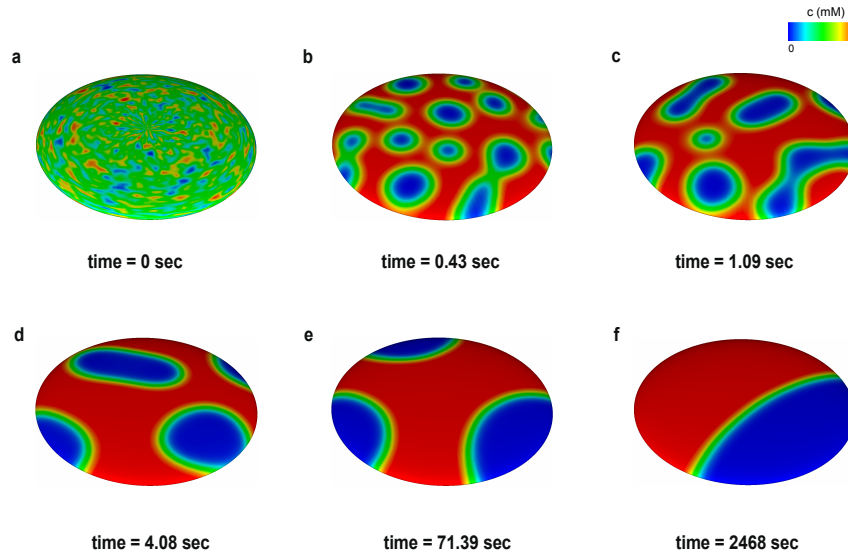 c (mM)
0
a
b
c
time = 0 sec
time = 0.43 sec
time = 1.09 sec
d
e
f
time = 4.08 sec
time = 71.39 sec
time = 2468 sec